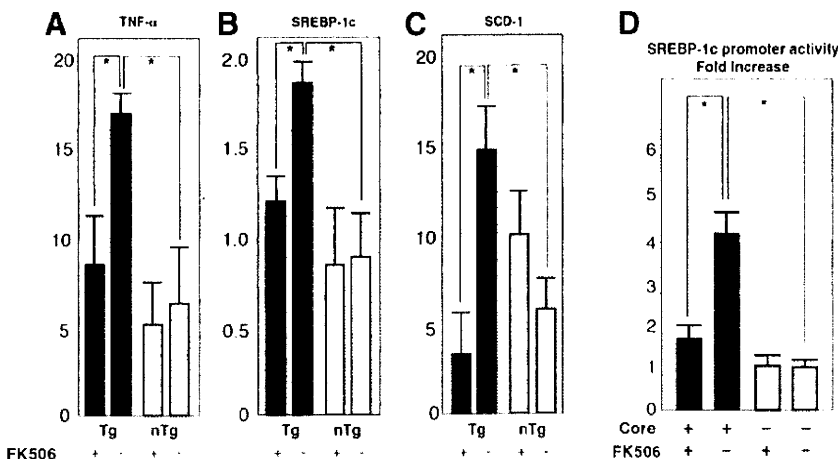 A
TNF-α
20
15
10
5
0
Tg
nTg
FK506
+ - + -
B
SREBP-1c
2.0
1.5
1.0
0.5
0
Tg
nTg
+ - + -
C
SCD-1
20
15
10
5
0
Tg
nTg
+ - + -
D
SREBP-1c promoter activity
Fold Increase
6
5
4
2
2
1
0
Core + + − −
FK506 + − + −
*
*
*
*
*
*
*
*